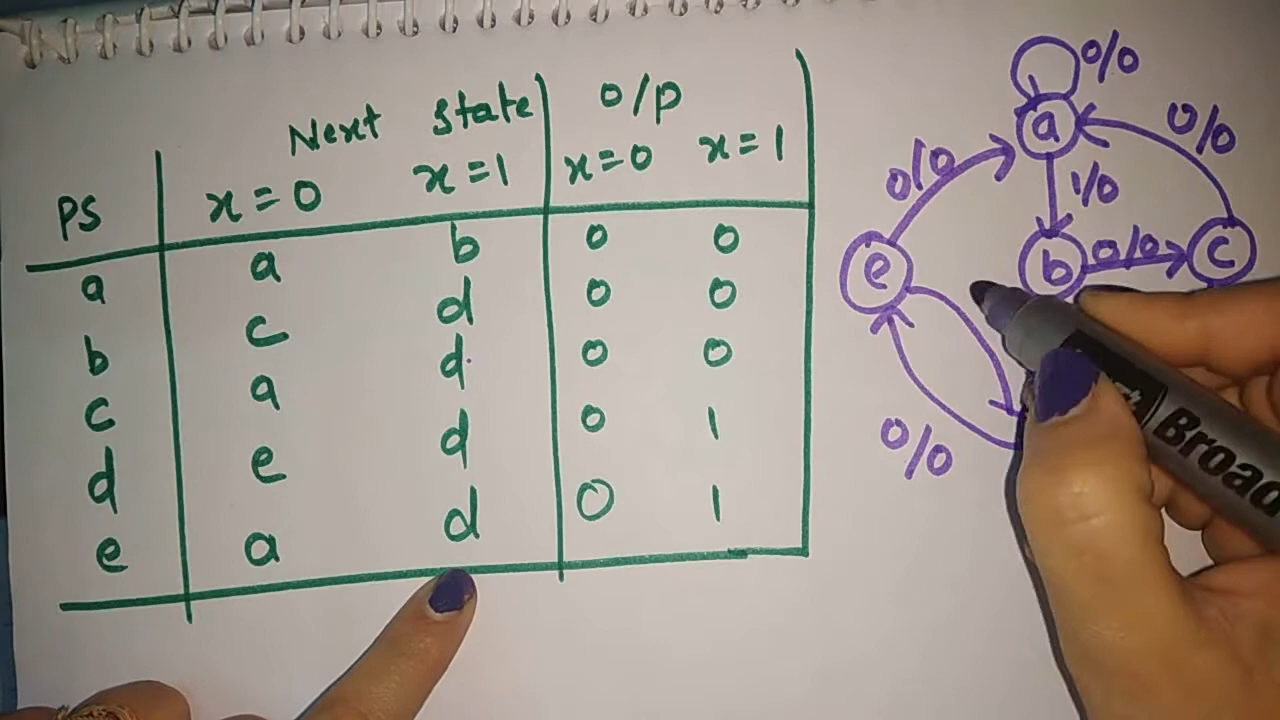 Next State o/p
PS x=0 x=1 x=0 x=1
a a b 0 0
b c d 0 0
c a d 0 0
d e d 0 1
e a d 0 1
0/0
a
0/0
0/0
1/0
e
b
0/0
c
0/0
Broad